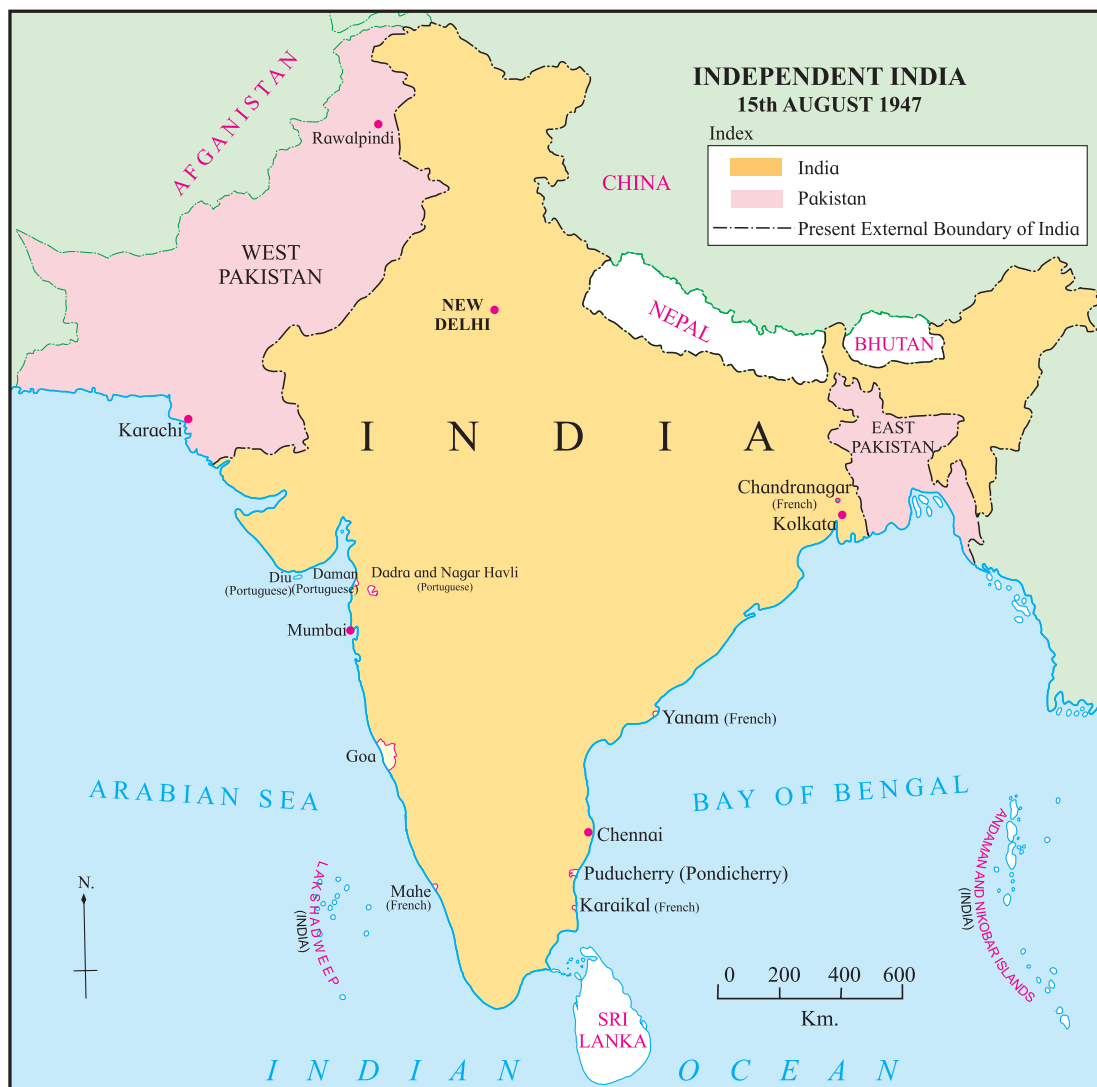 INDEPENDENT INDIA
15th AUGUST 1947
Index
India
Pakistan
Present External Boundary of India
AFGANISTAN
Rawalpindi
CHINA
WEST
PAKISTAN
NEW
DELHI
NEPAL
BHUTAN
Karachi
INDIA
EAST
PAKISTAN
Chandranagar
(French)
Kolkata
Diu
(Portuguese)
Daman
(Portuguese)
Dadra and Nagar Havli
(Portuguese)
Mumbai
Yanam (French)
Goa
ARABIAN SEA
BAY OF BENGAL
Chennai
Puducherry (Pondicherry)
Mahe
(French)
Karaikal (French)
LAKSHADWEEP
(INDIA)
ANDAMAN AND NIKOBAR ISLANDS
(INDIA)
N.
0 200 400 600
Km.
SRI
LANKA
INDIAN OCEAN